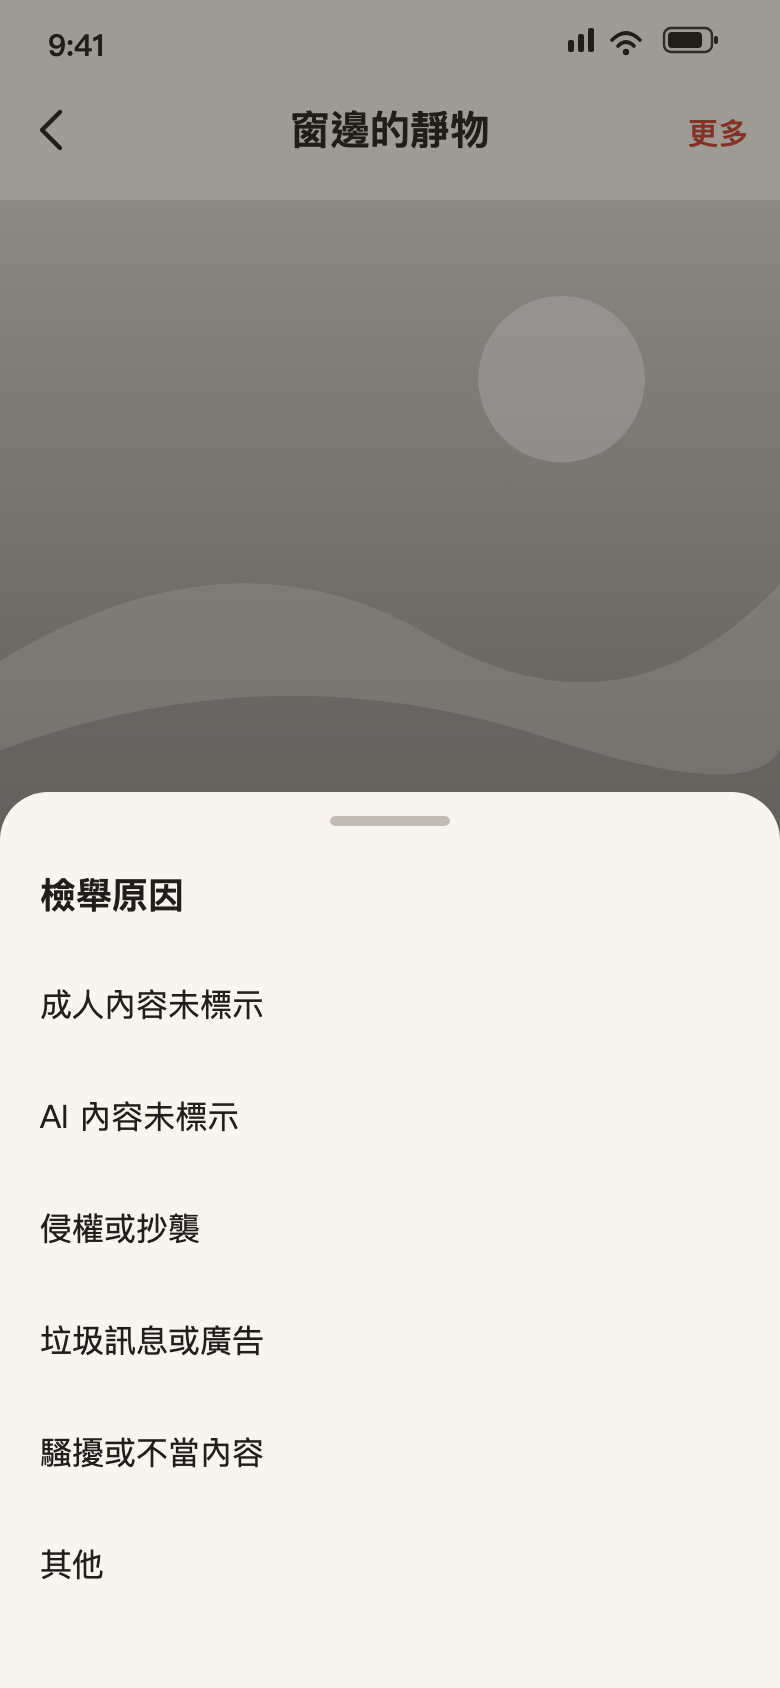 9:41
窗邊的靜物
更多
檢舉原因
成人內容未標示
AI 內容未標示
侵權或抄襲
垃圾訊息或廣告
騷擾或不當內容
其他